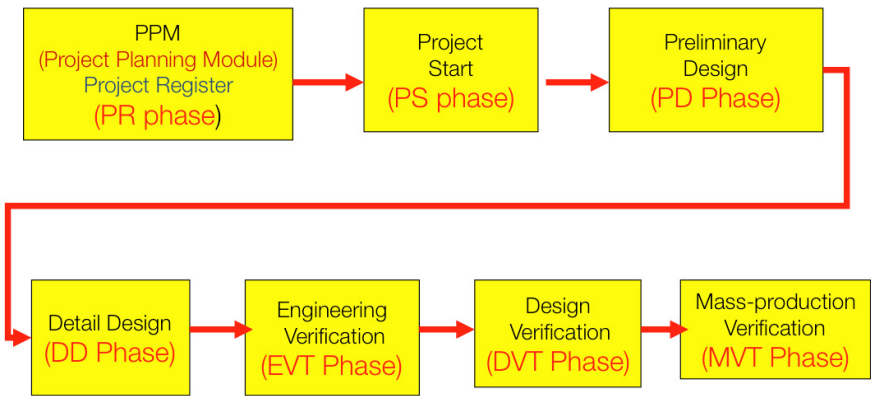 PPM
(Project Planning Module)
Project Register
(PR phase)
Project
Start
(PS phase)
Preliminary
Design
(PD Phase)
Detail Design
(DD Phase)
Engineering
Verification
(EVT Phase)
Design
Verification
(DVT Phase)
Mass-production
Verification
(MVT Phase)